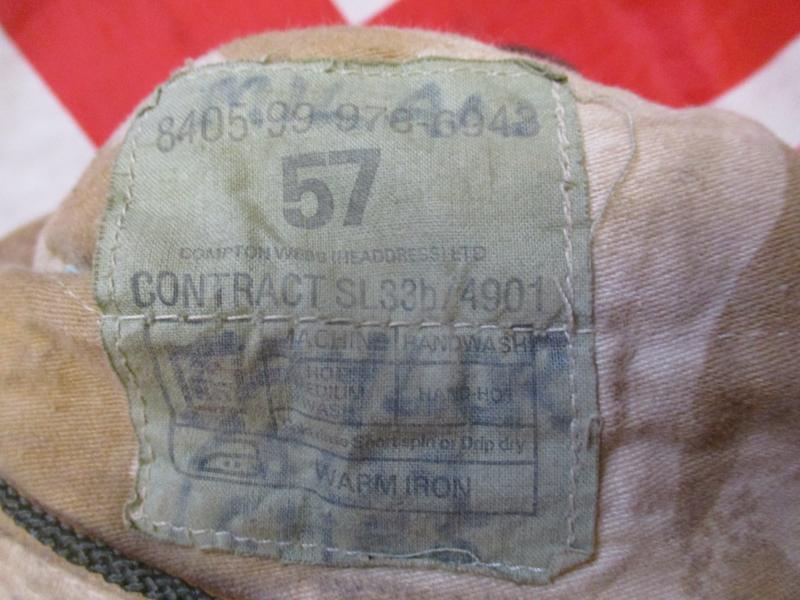 8405-99-978-6943
57
COMPTON WEBB (HEADDRESS) LTD
CONTRACT SL33b/4901
MACHINE HANDWASH
HOT
MEDIUM HAND-HOT
WASH
Short spin or Drip dry
WARM IRON